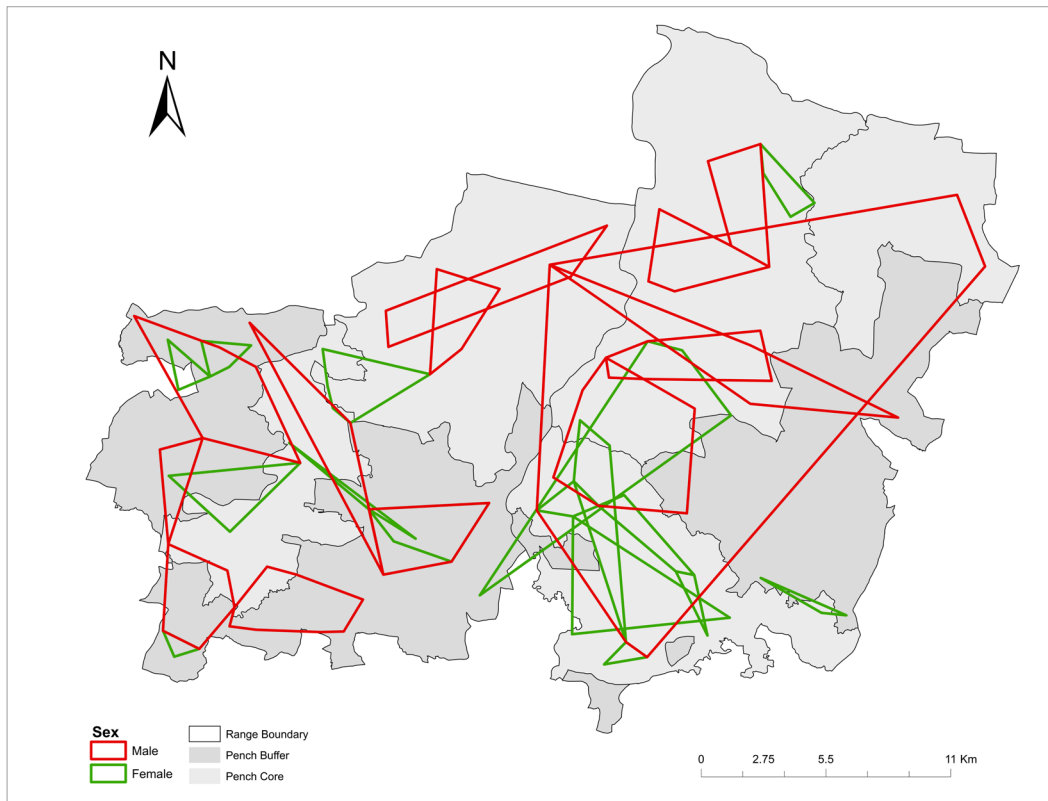 N
Sex
Male
Female
Range Boundary
Pench Buffer
Pench Core
0 2.75 5.5 11 Km